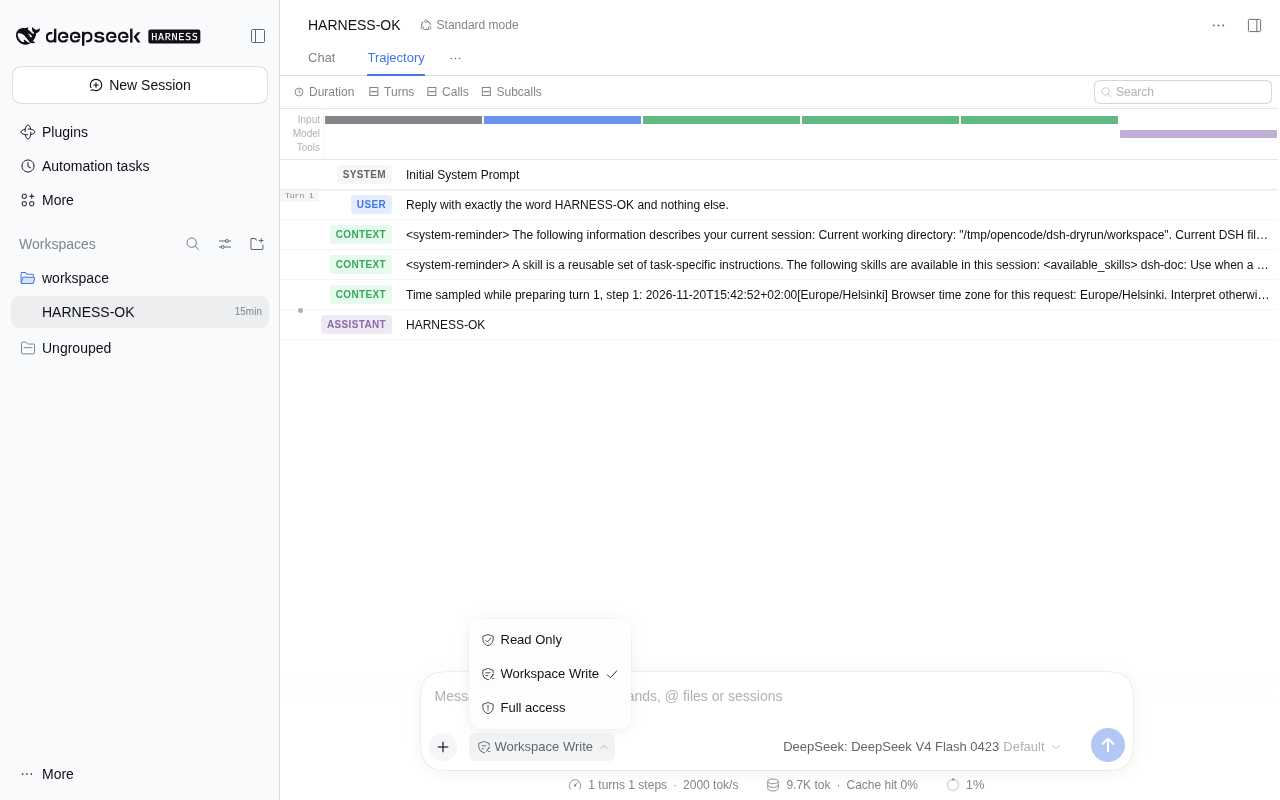 deepseek HARNESS
New Session
Plugins
Automation tasks
More
Workspaces
workspace
HARNESS-OK 15min
Ungrouped
More
HARNESS-OK Standard mode
Chat Trajectory ...
Duration Turns Calls Subcalls Search
Input
Model
Tools
SYSTEM Initial System Prompt
Turn 1
USER Reply with exactly the word HARNESS-OK and nothing else.
CONTEXT <system-reminder> The following information describes your current session: Current working directory: "/tmp/opencode/dsh-dryrun/workspace". Current DSH fil...
CONTEXT <system-reminder> A skill is a reusable set of task-specific instructions. The following skills are available in this session: <available_skills> dsh-doc: Use when a ...
CONTEXT Time sampled while preparing turn 1, step 1: 2026-11-20T15:42:52+02:00[Europe/Helsinki] Browser time zone for this request: Europe/Helsinki. Interpret otherwi...
ASSISTANT HARNESS-OK
Read Only
Workspace Write
Full access
@ files or sessions
Workspace Write DeepSeek: DeepSeek V4 Flash 0423 Default
1 turns 1 steps · 2000 tok/s 9.7K tok · Cache hit 0% 1%